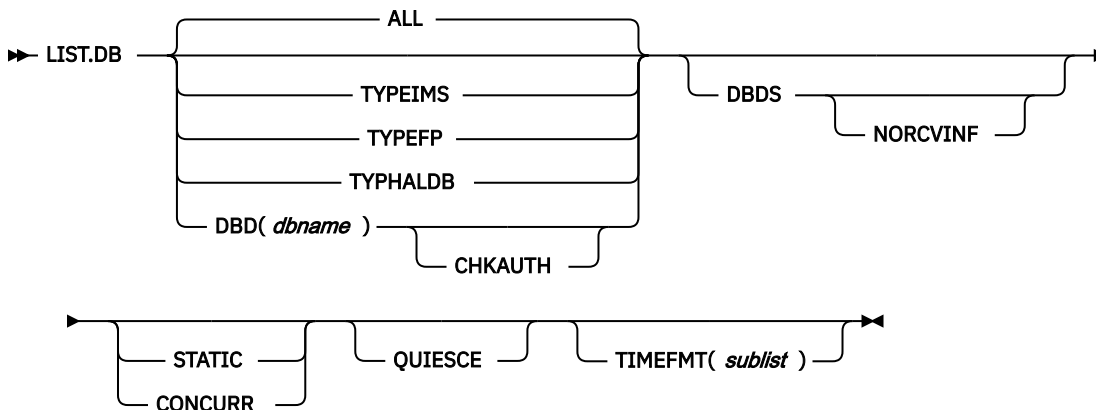 ALL
LIST.DB
TYPEIMS
DBDS
TYPEFP
NORCVINF
TYPHALDB
DBD( dbname )
CHKAUTH
STATIC
QUIESCE
TIMEFMT( sublist )
CONCURR